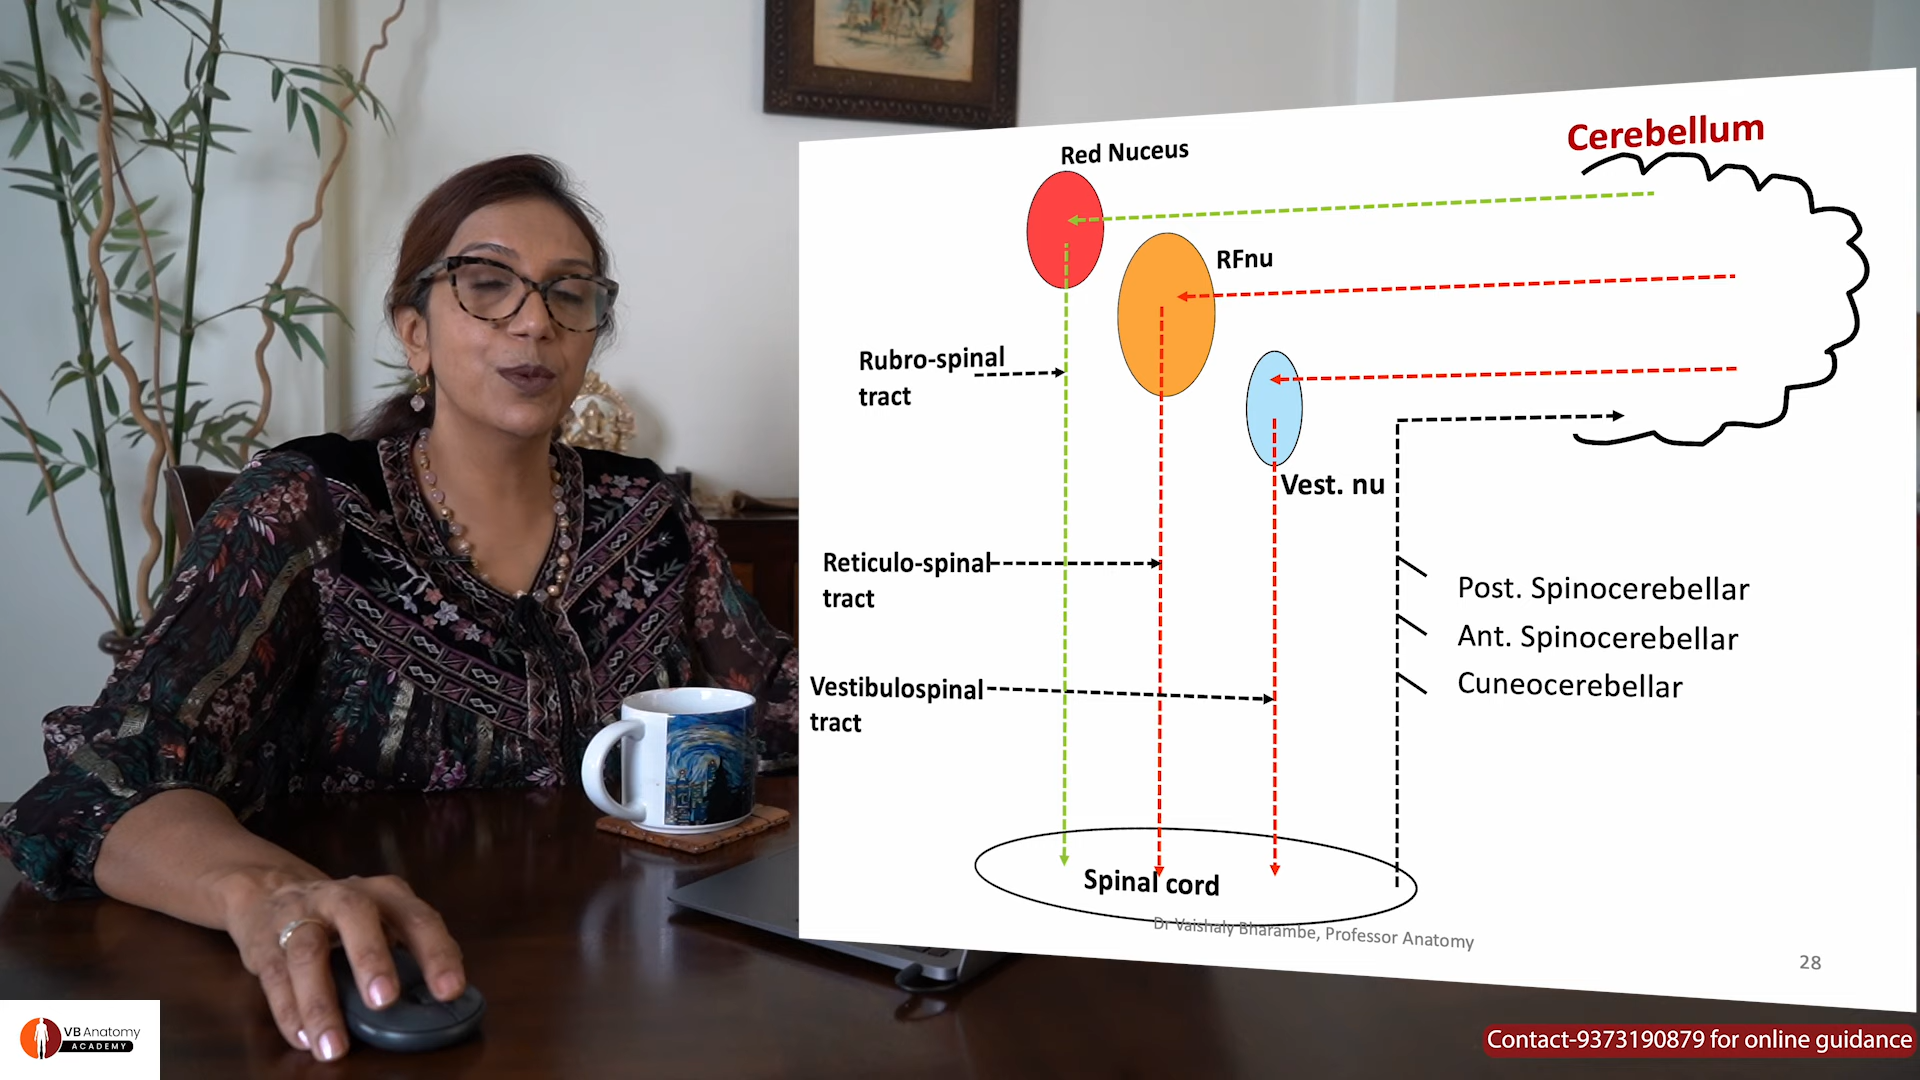 Cerebellum
Red Nuceus
RFnu
Rubro-spinal
tract
Vest. nu
Reticulo-spinal
tract
Post. Spinocerebellar
Ant. Spinocerebellar
Cuneocerebellar
Vestibulospinal
tract
Spinal cord
Dr Vaishaly Bharambe, Professor Anatomy
28
VB Anatomy
ACADEMY
Contact-9373190879 for online guidance